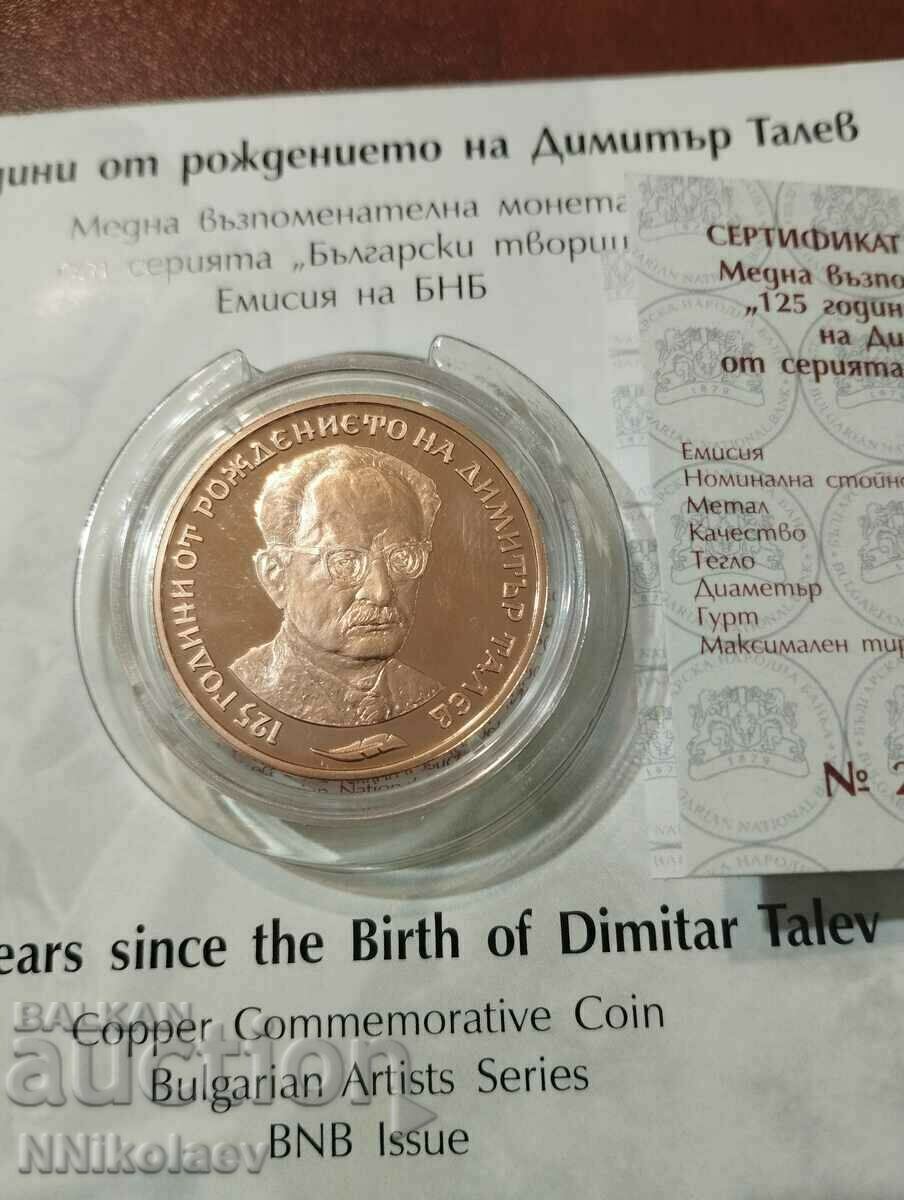 дини от рождението на Димитър Талев
Медна възпоменателна монета
от серията „Български творци
Емисия на БНБ
125 ГОДИНИ ОТ РОЖДЕНИЕТО НА ДИМИТЪР ТАЛЕВ
СЕРТИФИКАТ
Медна възпо
„125 годин
на Ди
от серията
Емисия
Номинална стойно
Метал
Качество
Тегло
Диаметър
Гурт
Максимален тир
№ 2
ears since the Birth of Dimitar Talev
Copper Commemorative Coin
Bulgarian Artists Series
BNB Issue
BALKAN
auction
NNikolaev